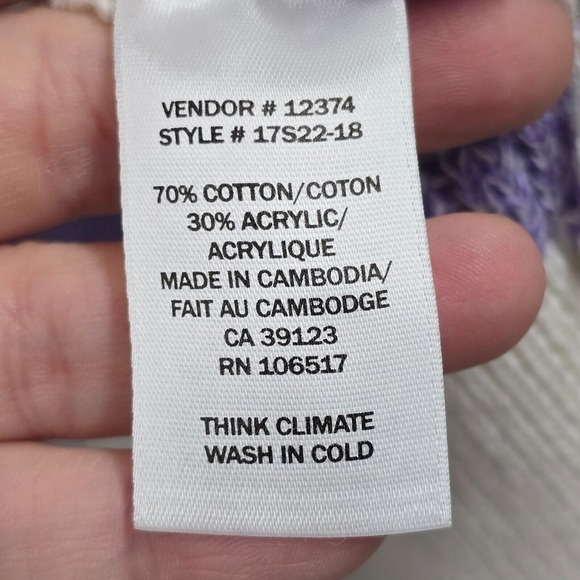 VENDOR # 12374
STYLE # 17S22-18
70% COTTON/COTON
30% ACRYLIC/
ACRYLIQUE
MADE IN CAMBODIA/
FAIT AU CAMBODGE
CA 39123
RN 106517
THINK CLIMATE
WASH IN COLD